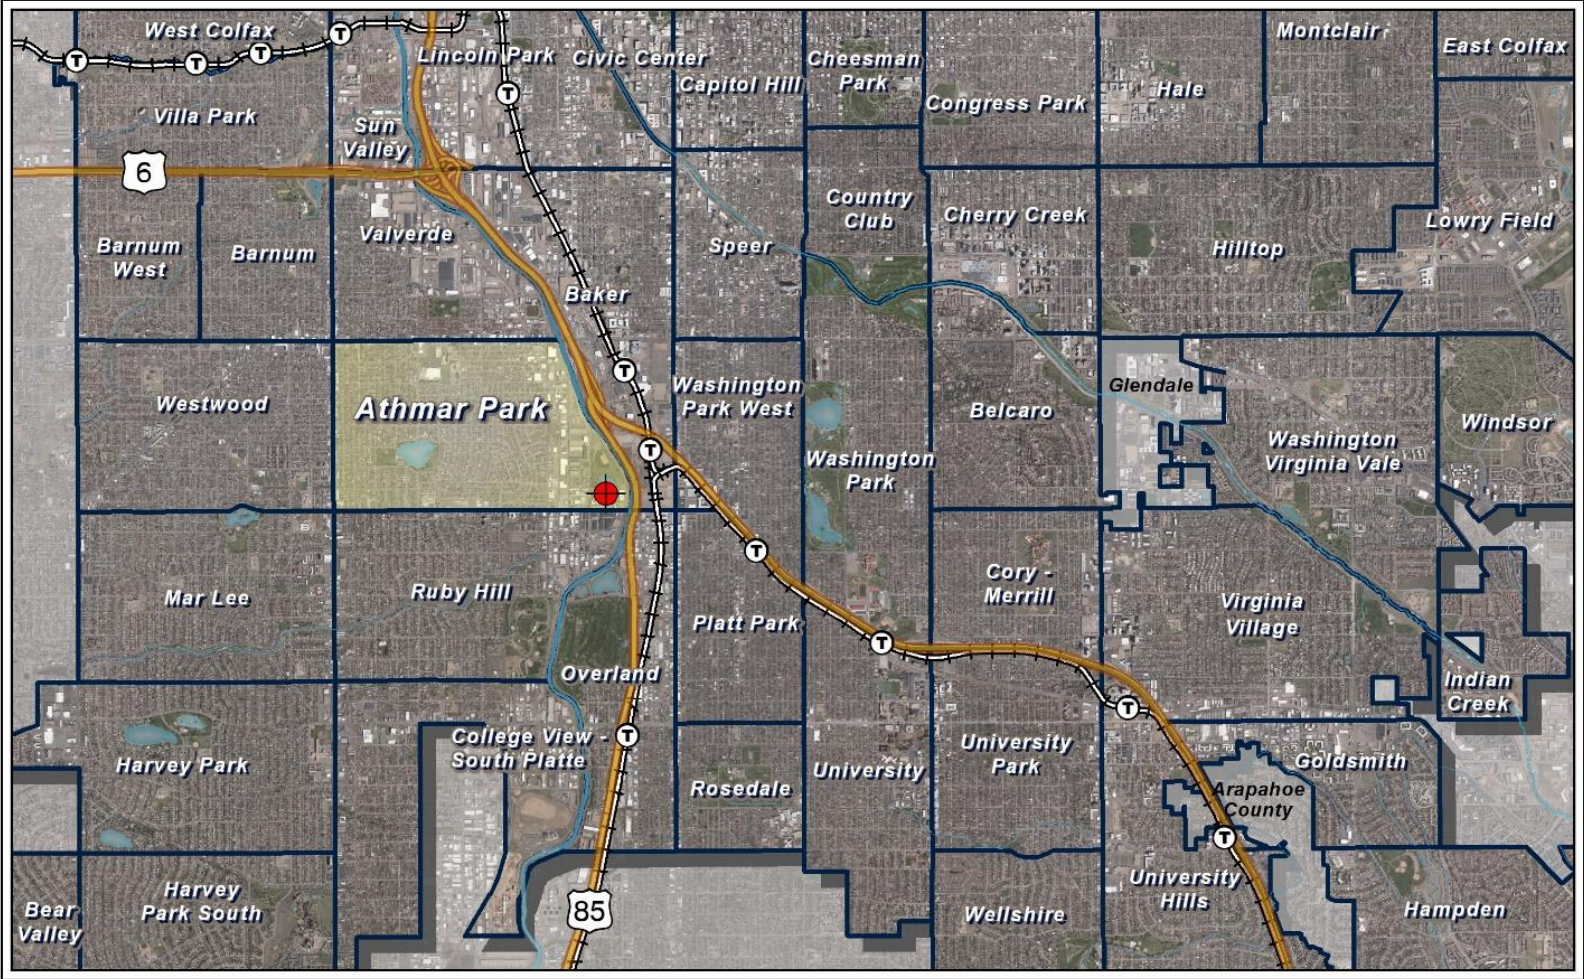 West Colfax
Lincoln Park
Civic Center
Capitol Hill
Cheesman
Park
Congress Park
Hale
Montclair
East Colfax
Villa Park
Sun
Valley
6
Barnum
West
Barnum
Valverde
Baker
Speer
Country
Club
Cherry Creek
Hilltop
Lowry Field
Westwood
Athmar Park
Washington
Park West
Washington
Park
Belcaro
Glendale
Washington
Virginia Vale
Windsor
Mar Lee
Ruby Hill
Overland
Platt Park
Cory -
Merrill
Virginia
Village
Indian
Creek
Harvey Park
College View -
South Platte
Rosedale
University
University
Park
Goldsmith
Arapahoe
County
Bear
Valley
Harvey
Park South
85
Wellshire
University
Hills
Hampden
T
T
T
T
T
T
T
T
T
T
T
T